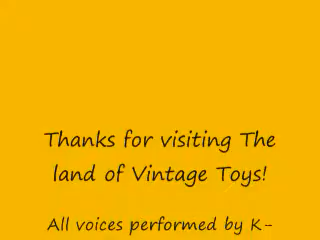 Thanks for visiting The
land of Vintage Toys!
All voices performed by K-